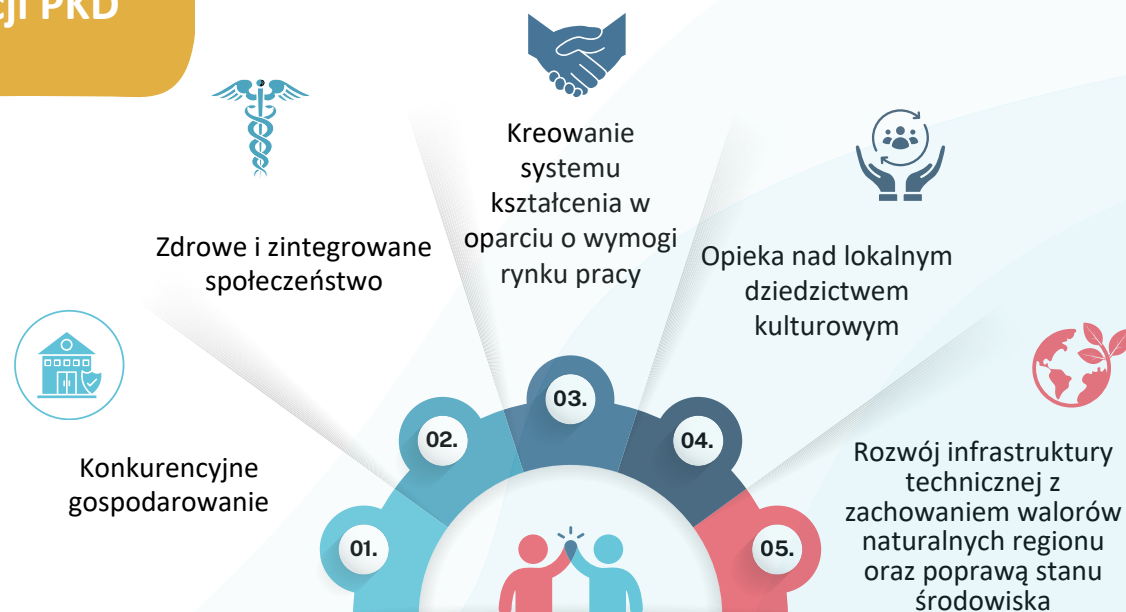 PKD
Konkurencyjne
gospodarowanie
01.
Zdrowe i zintegrowane
społeczeństwo
02.
Kreowanie
systemu
kształcenia w
oparciu o wymogi
rynku pracy
03.
Opieka nad lokalnym
dziedzictwem
kulturowym
04.
Rozwój infrastruktury
technicznej z
zachowaniem walorów
naturalnych regionu
oraz poprawą stanu
środowiska
05.